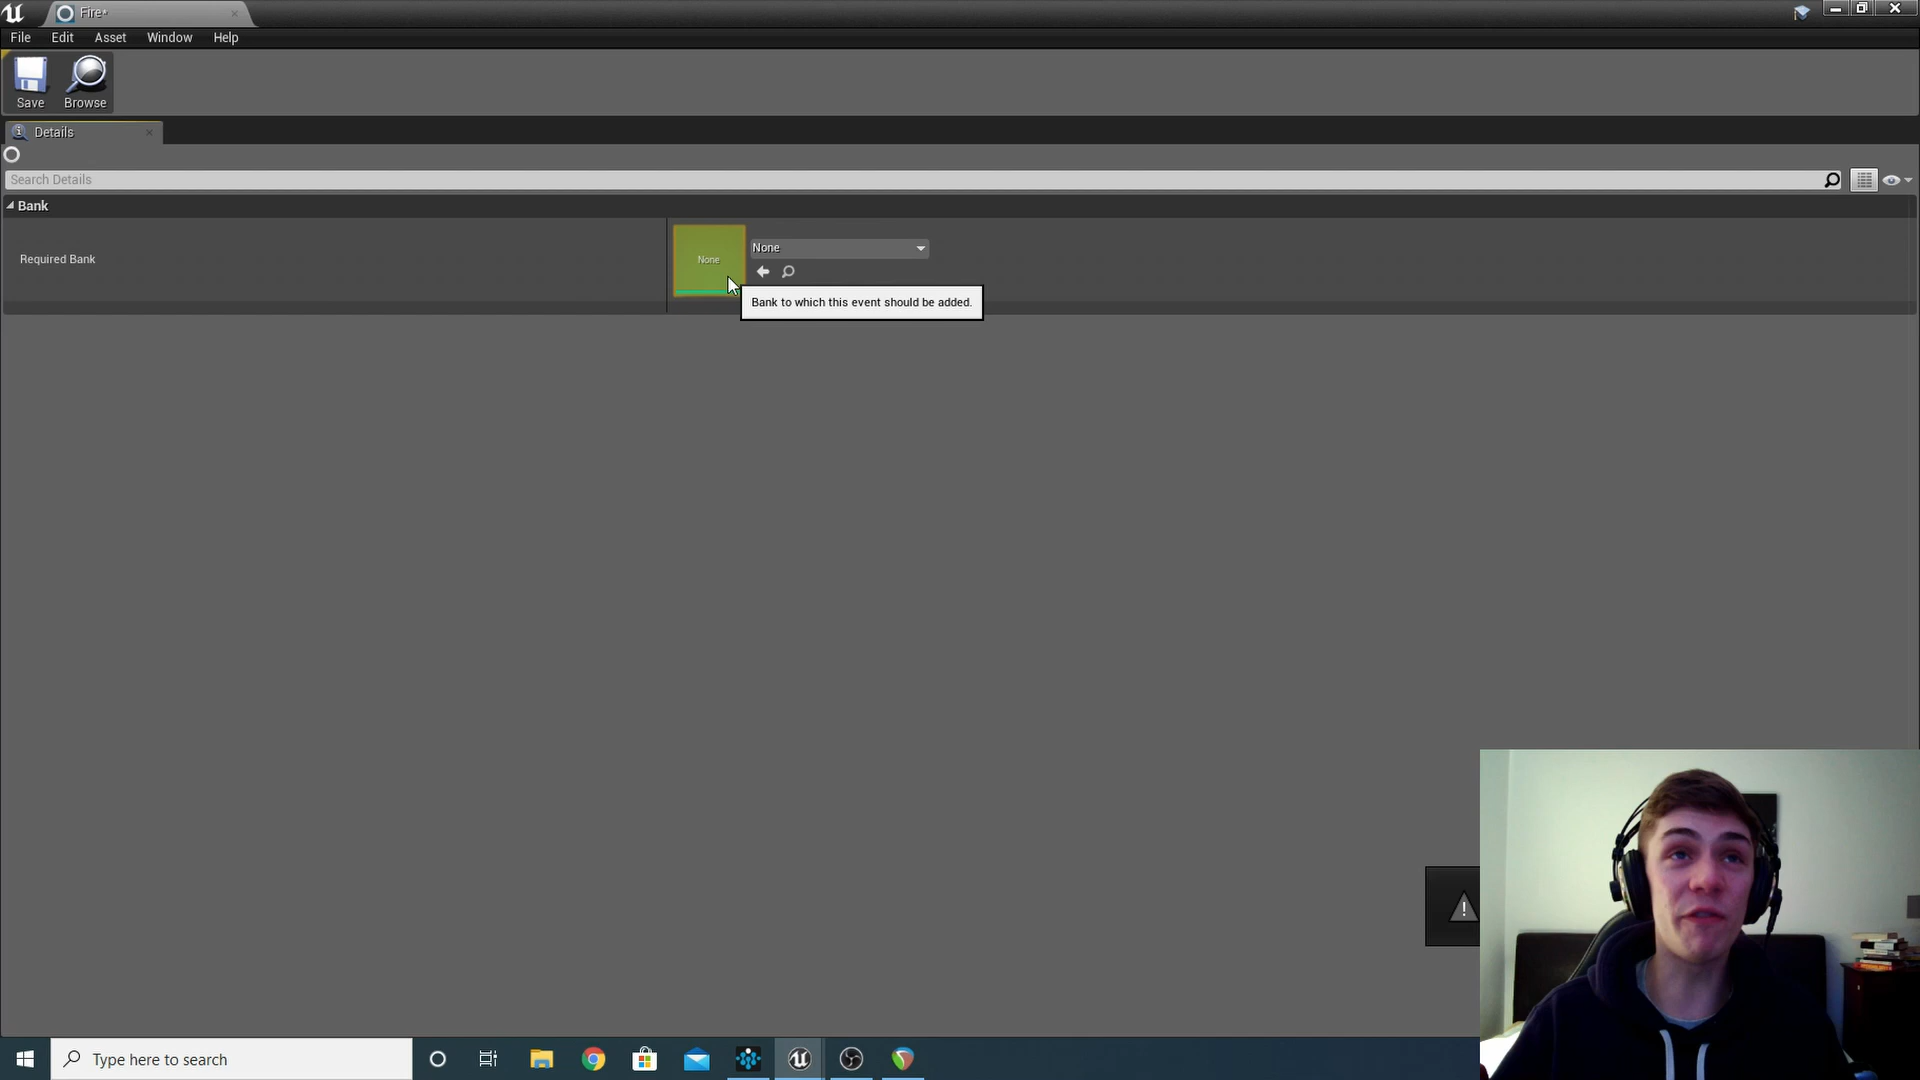 Fire*
File Edit Asset Window Help
Save Browse
Details
Search Details
Bank
Required Bank
None
None
Bank to which this event should be added.
!
Type here to search